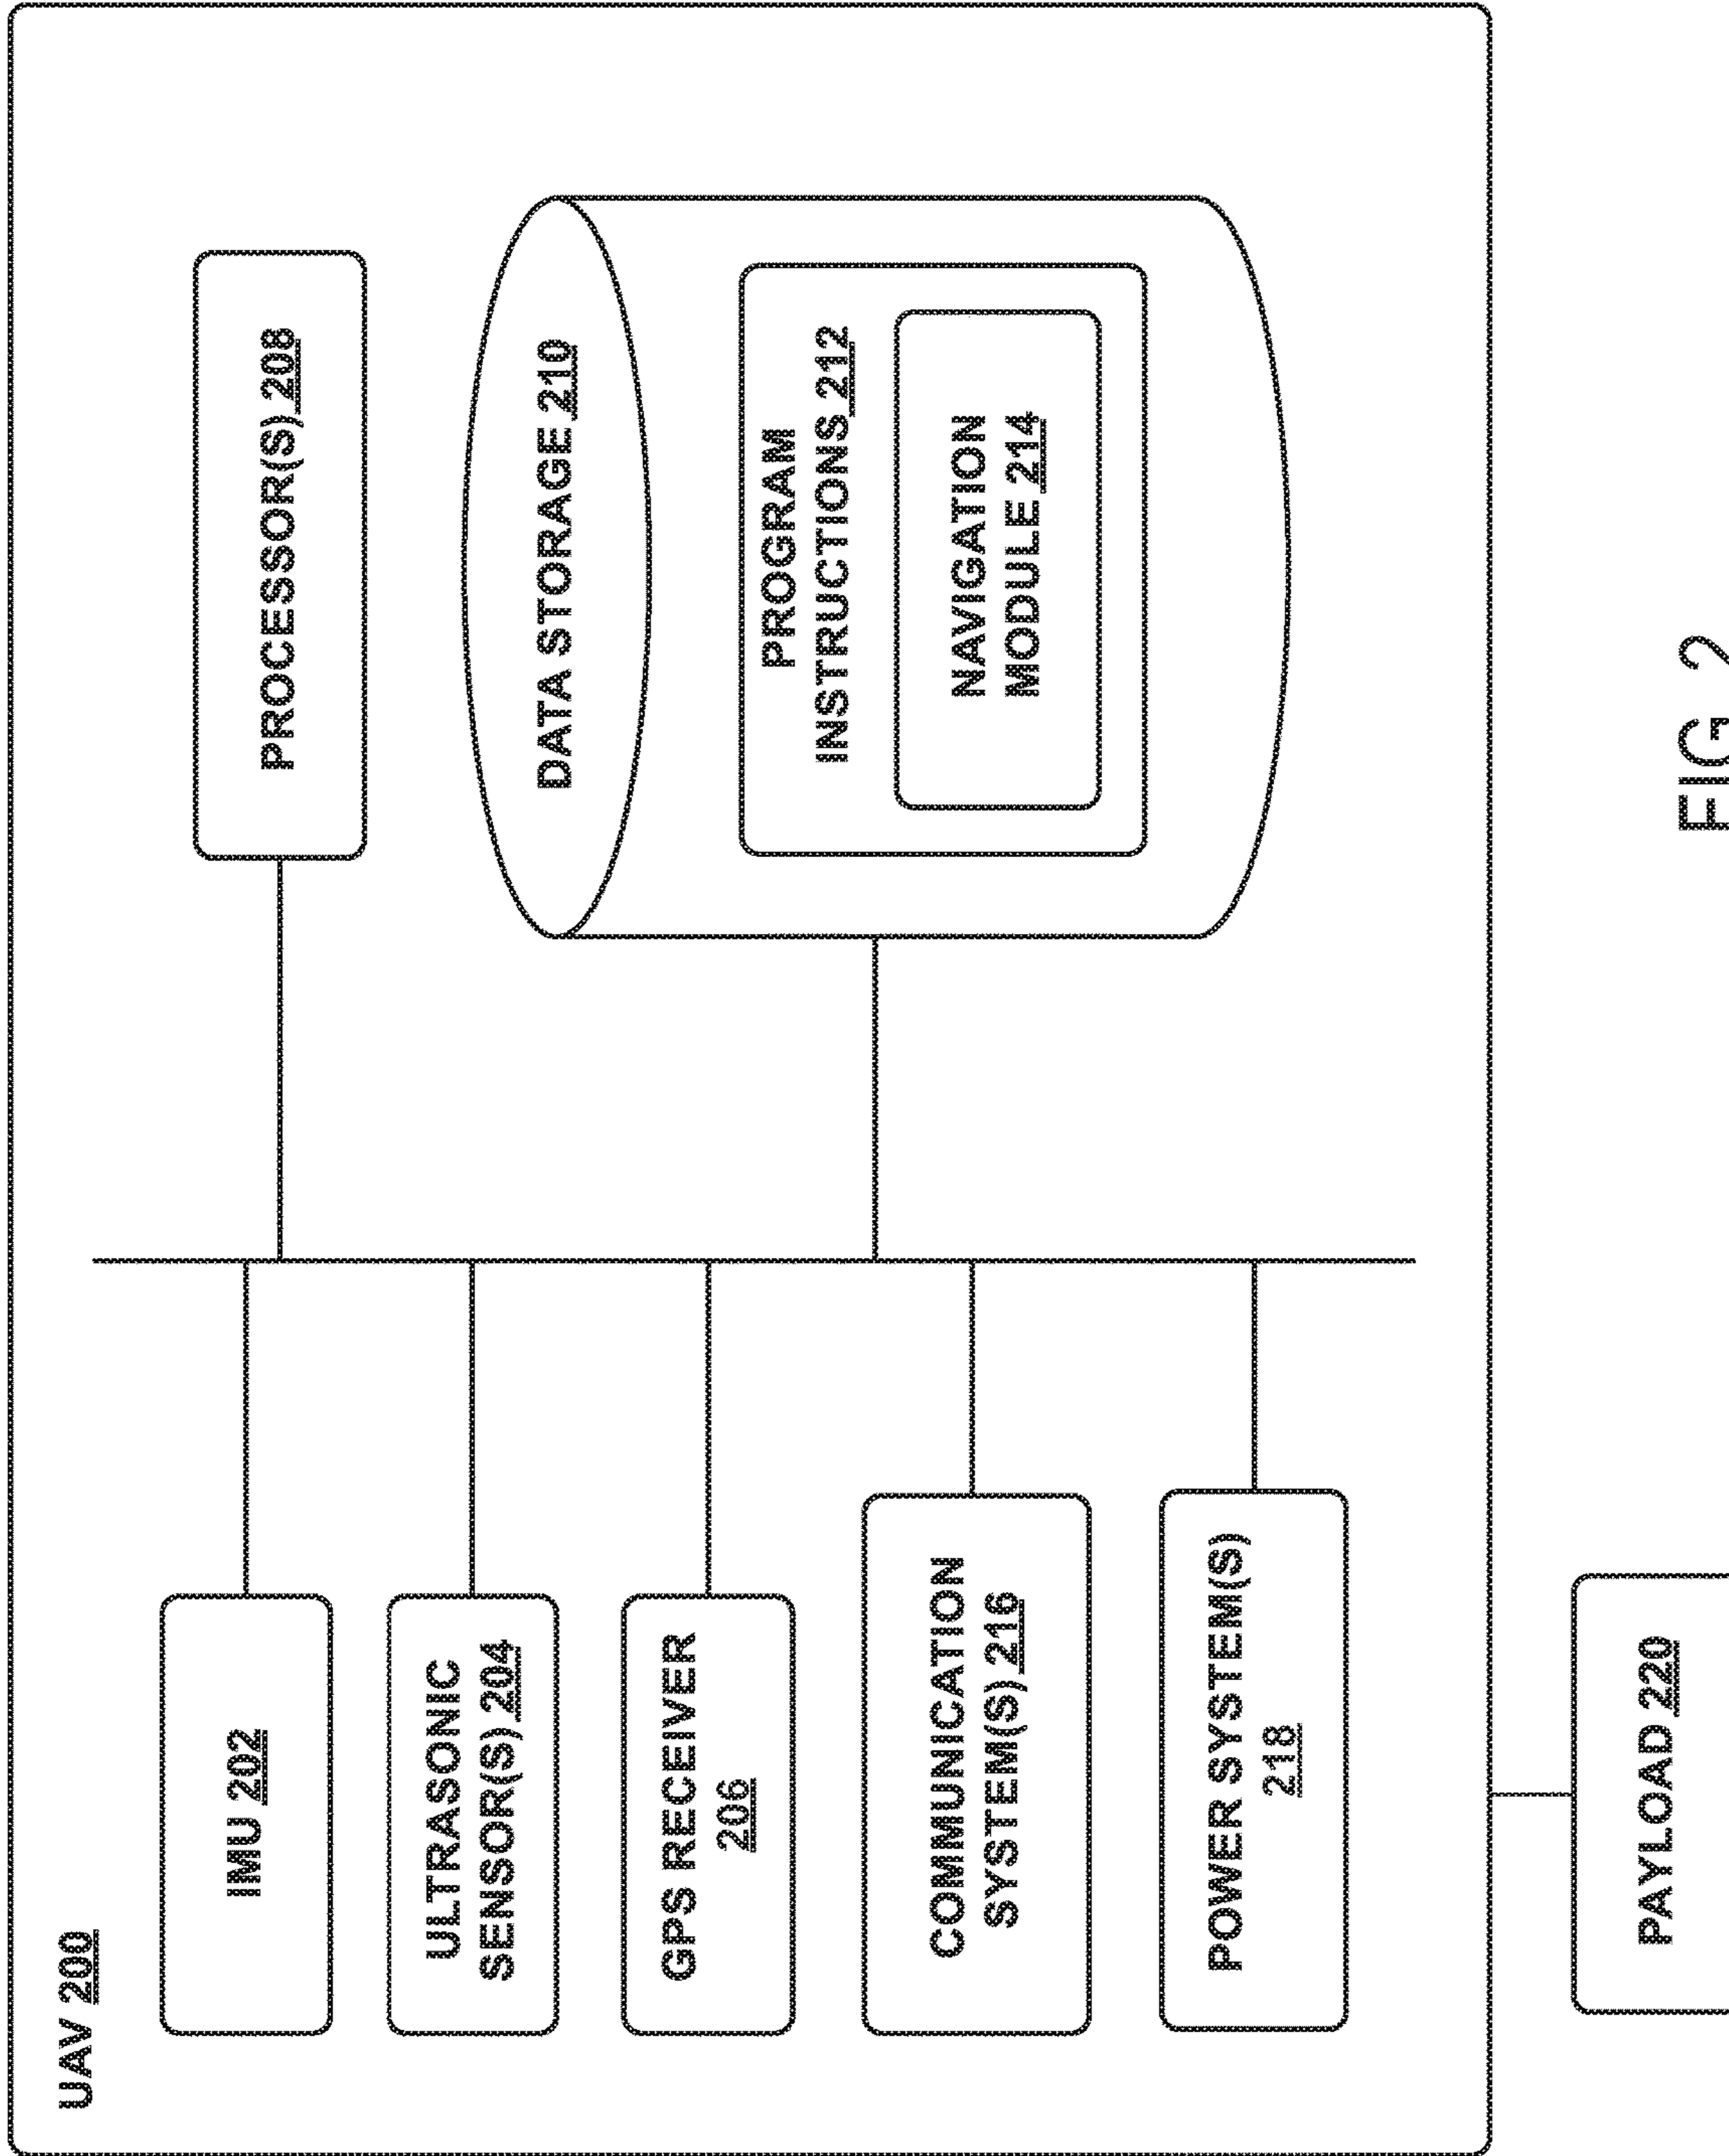 UAV 200
IMU 202
ULTRASONIC
SENSOR(S) 204
GPS RECEIVER
206
COMMUNICATION
SYSTEM(S) 216
POWER SYSTEM(S)
218
PROCESSOR(S) 208
DATA STORAGE 210
PROGRAM
INSTRUCTIONS 212
NAVIGATION
MODULE 214
PAYLOAD 220
FIG 2